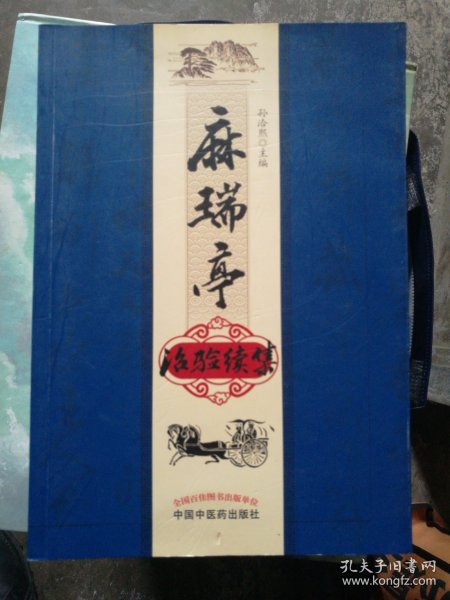 孙洽熙◎主编
麻瑞亭
治验续集
全国百佳图书出版单位
中国中医药出版社
孔夫子旧书网
www.kongfz.com